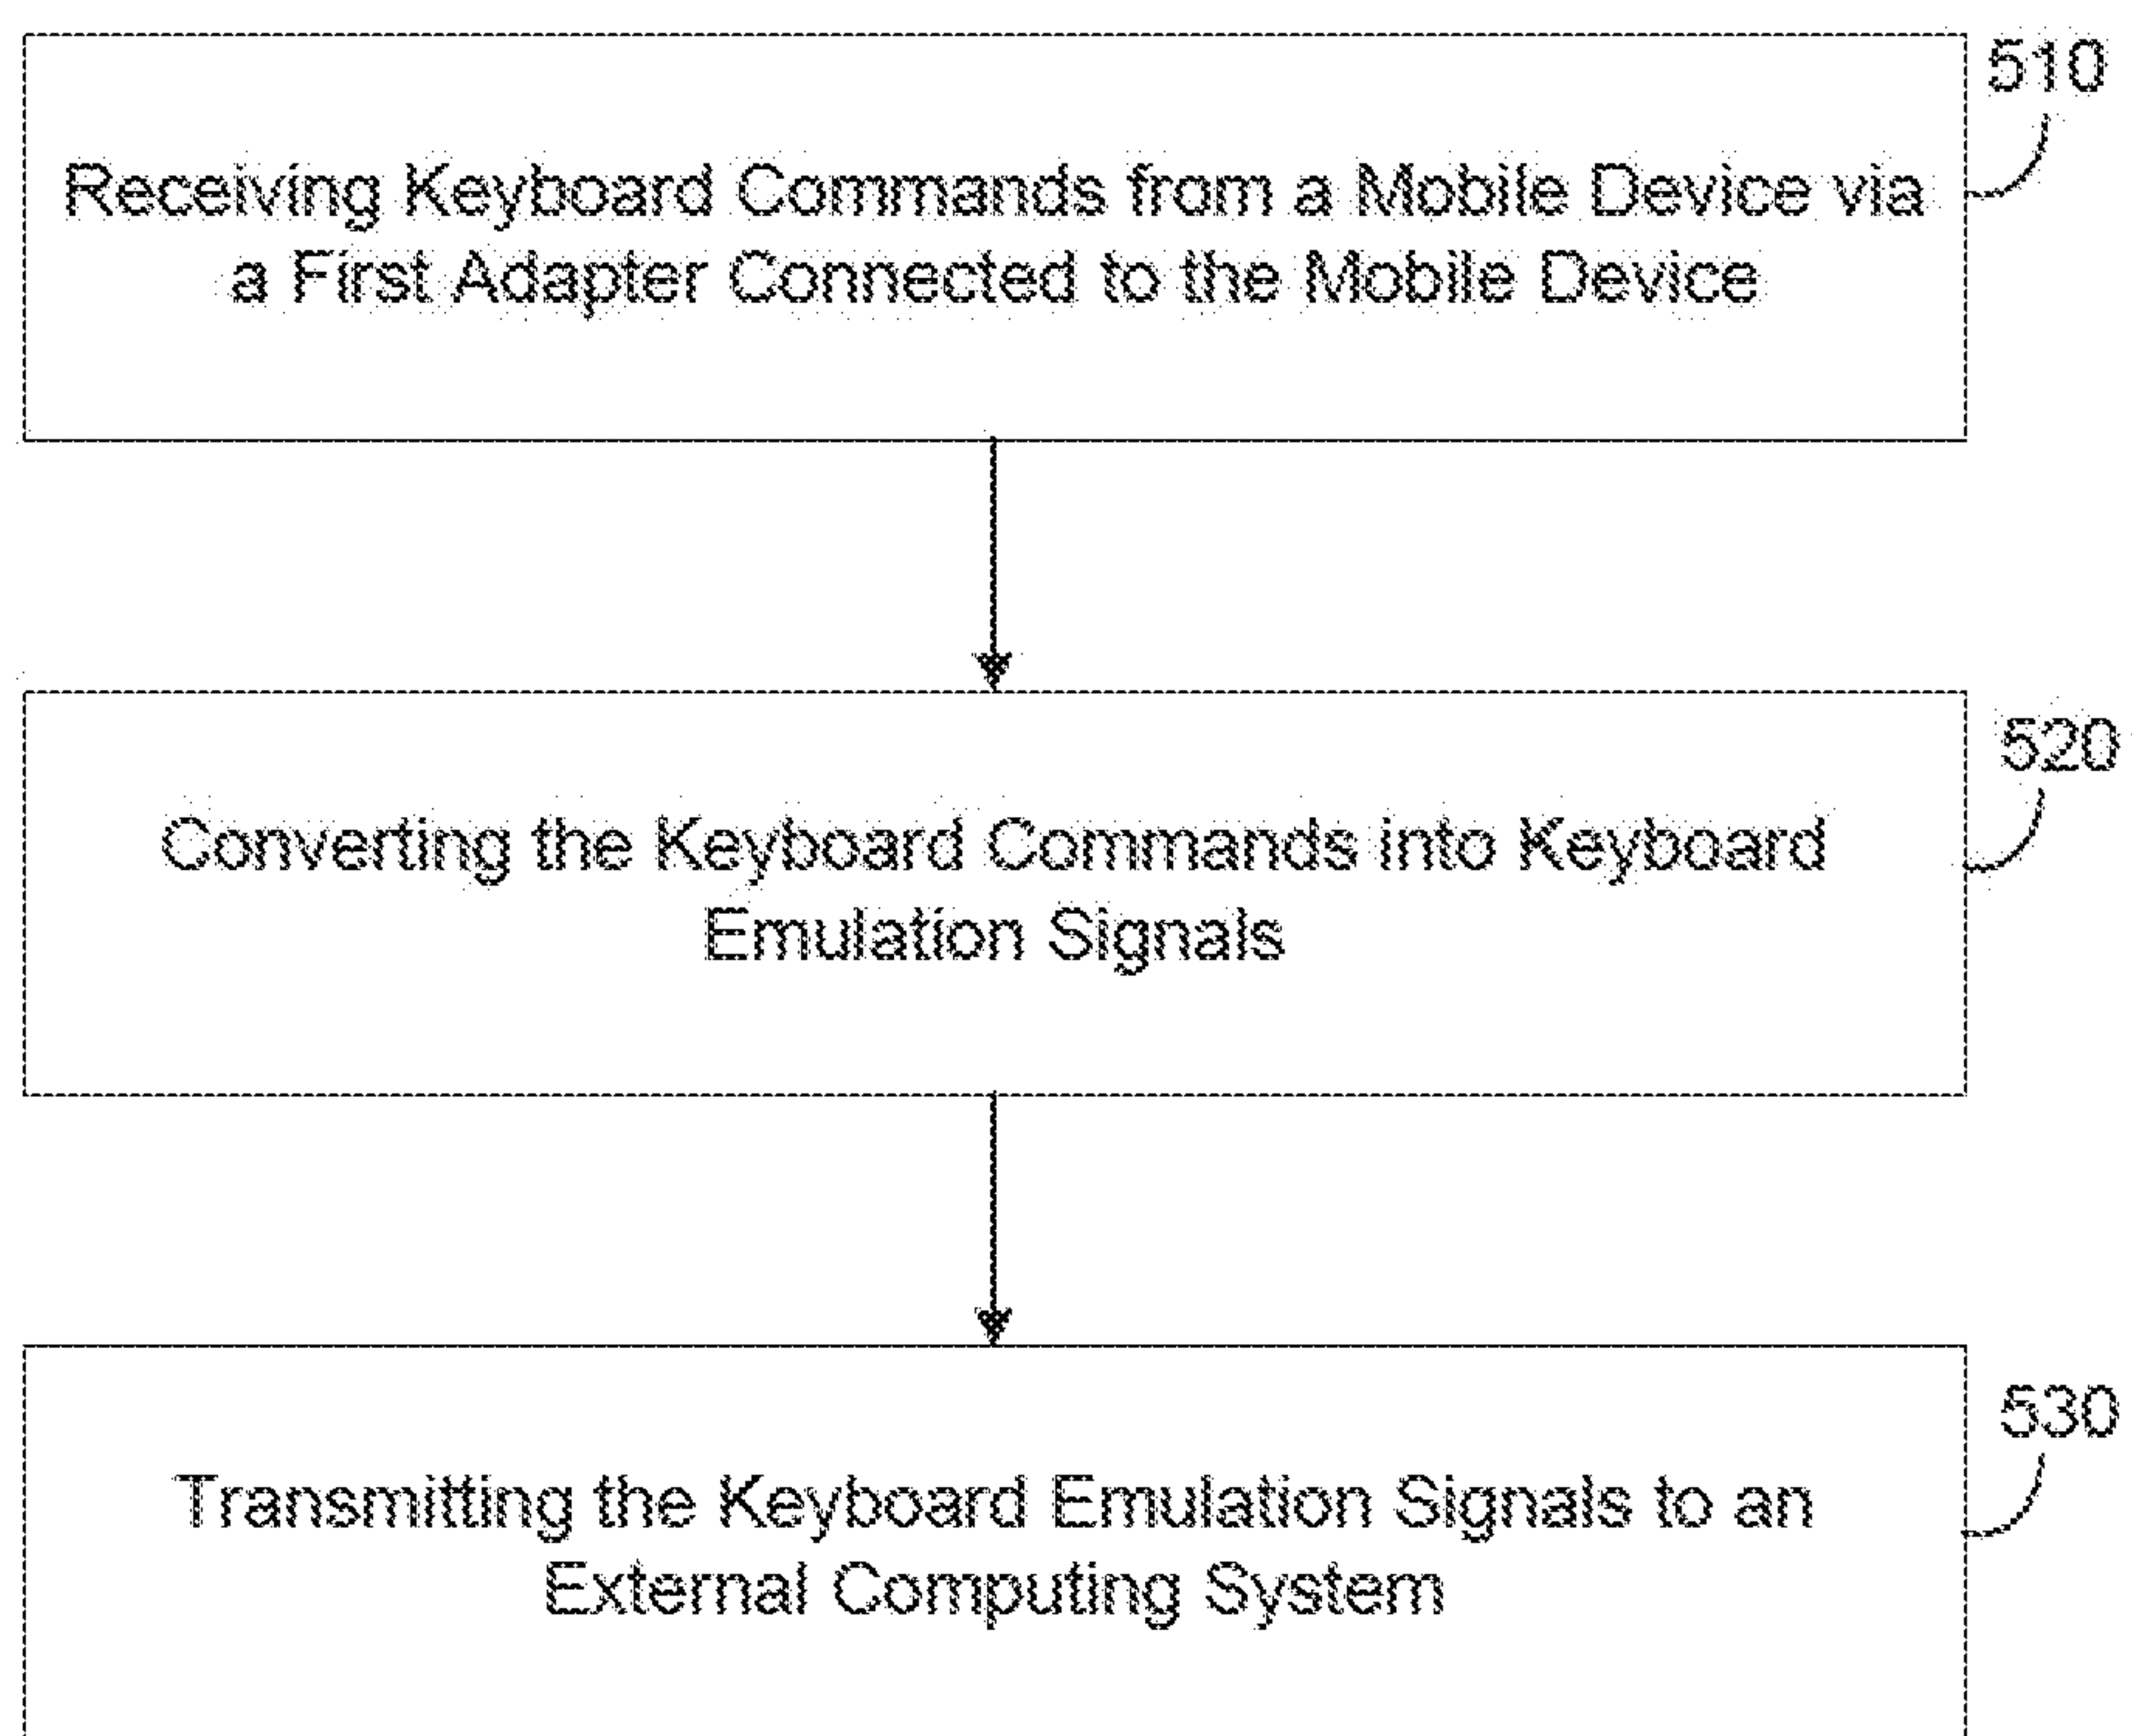 510
Receiving Keyboard Commands from a Mobile Device via
a First Adapter Connected to the Mobile Device
520
Converting the Keyboard Commands into Keyboard
Emulation Signals
530
Transmitting the Keyboard Emulation Signals to an
External Computing System